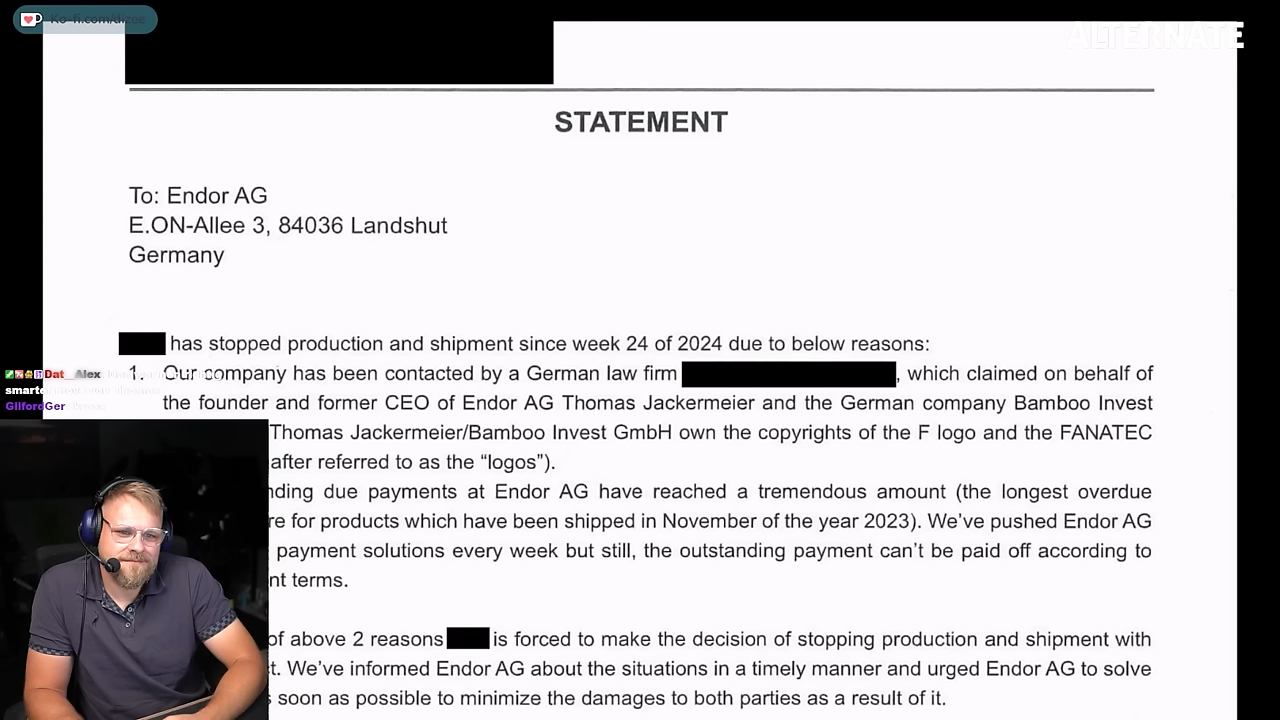 Ko-fi.com/dizee
ALTERNATE
STATEMENT
To: Endor AG
E.ON-Allee 3, 84036 Landshut
Germany
has stopped production and shipment since week 24 of 2024 due to below reasons:
1. Our company has been contacted by a German law firm , which claimed on behalf of
the founder and former CEO of Endor AG Thomas Jackermeier and the German company Bamboo Invest
Thomas Jackermeier/Bamboo Invest GmbH own the copyrights of the F logo and the FANATEC
after referred to as the “logos”).
nding due payments at Endor AG have reached a tremendous amount (the longest overdue
re for products which have been shipped in November of the year 2023). We’ve pushed Endor AG
payment solutions every week but still, the outstanding payment can’t be paid off according to
nt terms.
of above 2 reasons is forced to make the decision of stopping production and shipment with
t. We’ve informed Endor AG about the situations in a timely manner and urged Endor AG to solve
s soon as possible to minimize the damages to both parties as a result of it.
Dat__Alex
smarte
GilfordGer